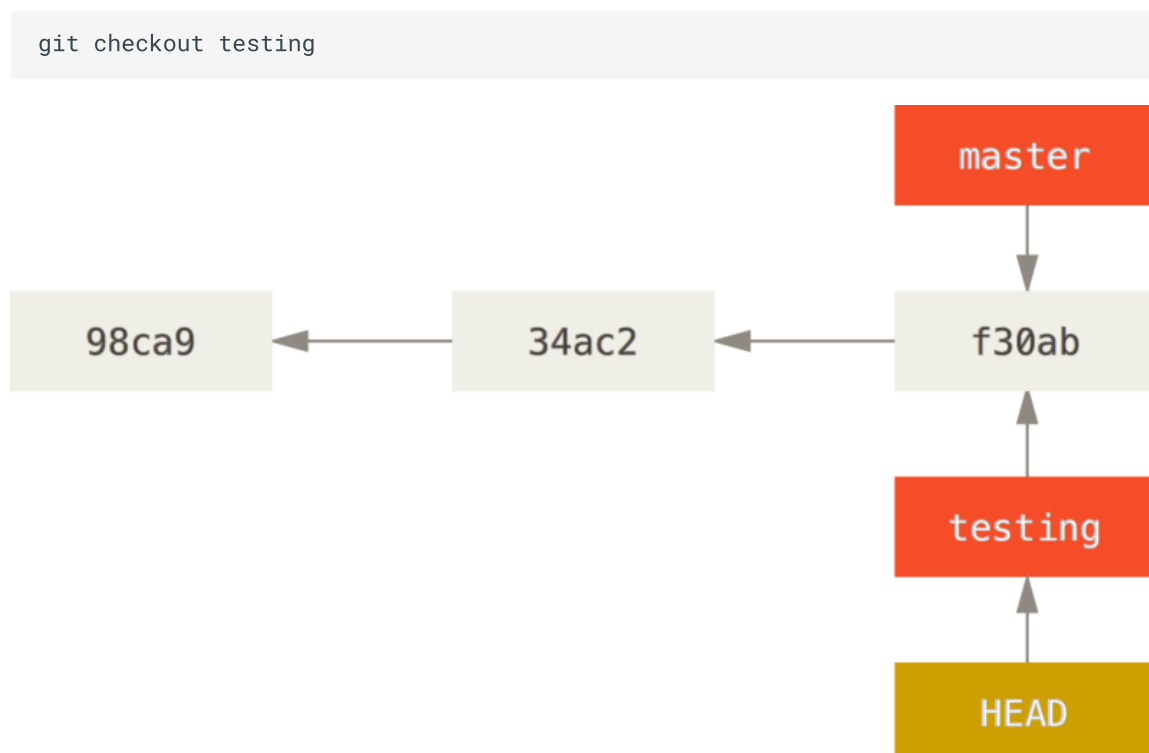 git checkout testing
master
98ca9
34ac2
f30ab
testing
HEAD